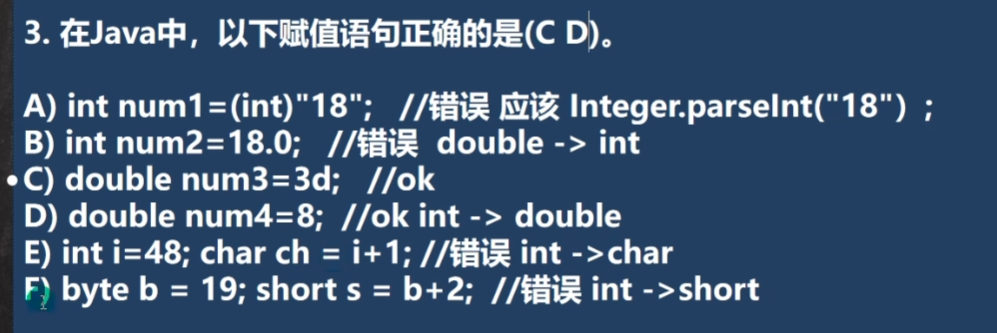 3. 在Java中，以下赋值语句正确的是(C D)。
A) int num1=(int)"18"; //错误 应该 Integer.parseInt("18") ;
B) int num2=18.0; //错误 double -> int
•C) double num3=3d; //ok
D) double num4=8; //ok int -> double
E) int i=48; char ch = i+1; //错误 int ->char
F) byte b = 19; short s = b+2; //错误 int ->short